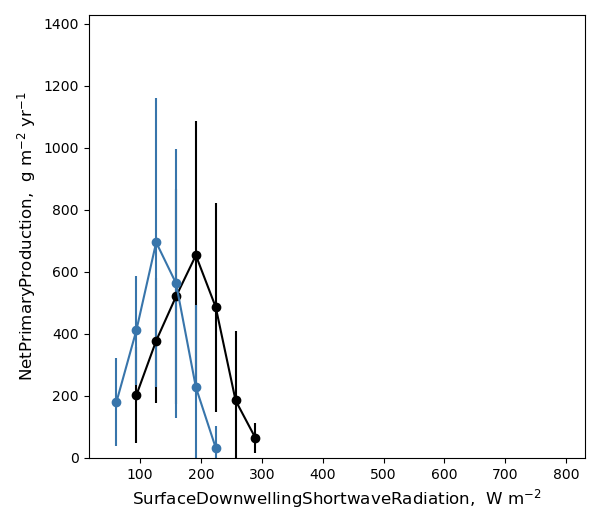 1400
1200
1000
800
600
400
200
0
NetPrimaryProduction, g m⁻² yr⁻¹
100 200 300 400 500 600 700 800
SurfaceDownwellingShortwaveRadiation, W m⁻²